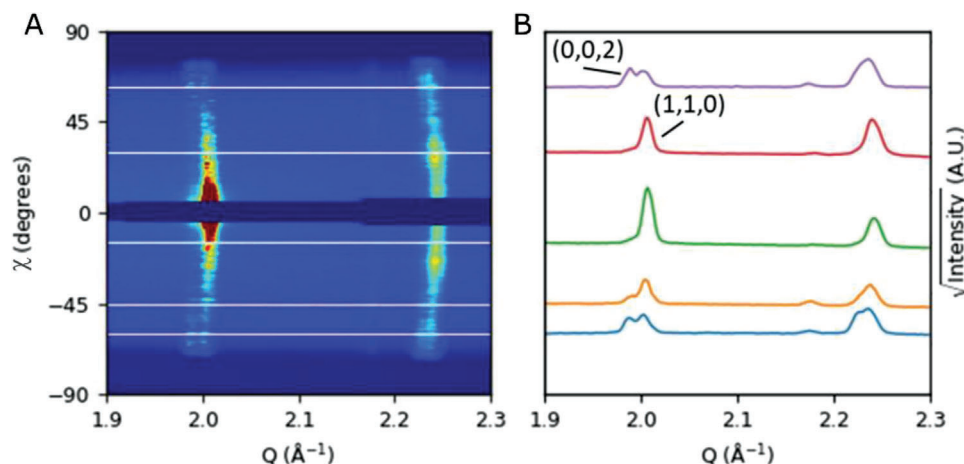 A
B
90
45
0
−45
−90
χ (degrees)
1.9
2.0
2.1
2.2
2.3
Q (Å⁻¹)
(0,0,2)
(1,1,0)
√Intensity (A.U.)
1.9
2.0
2.1
2.2
2.3
Q (Å⁻¹)